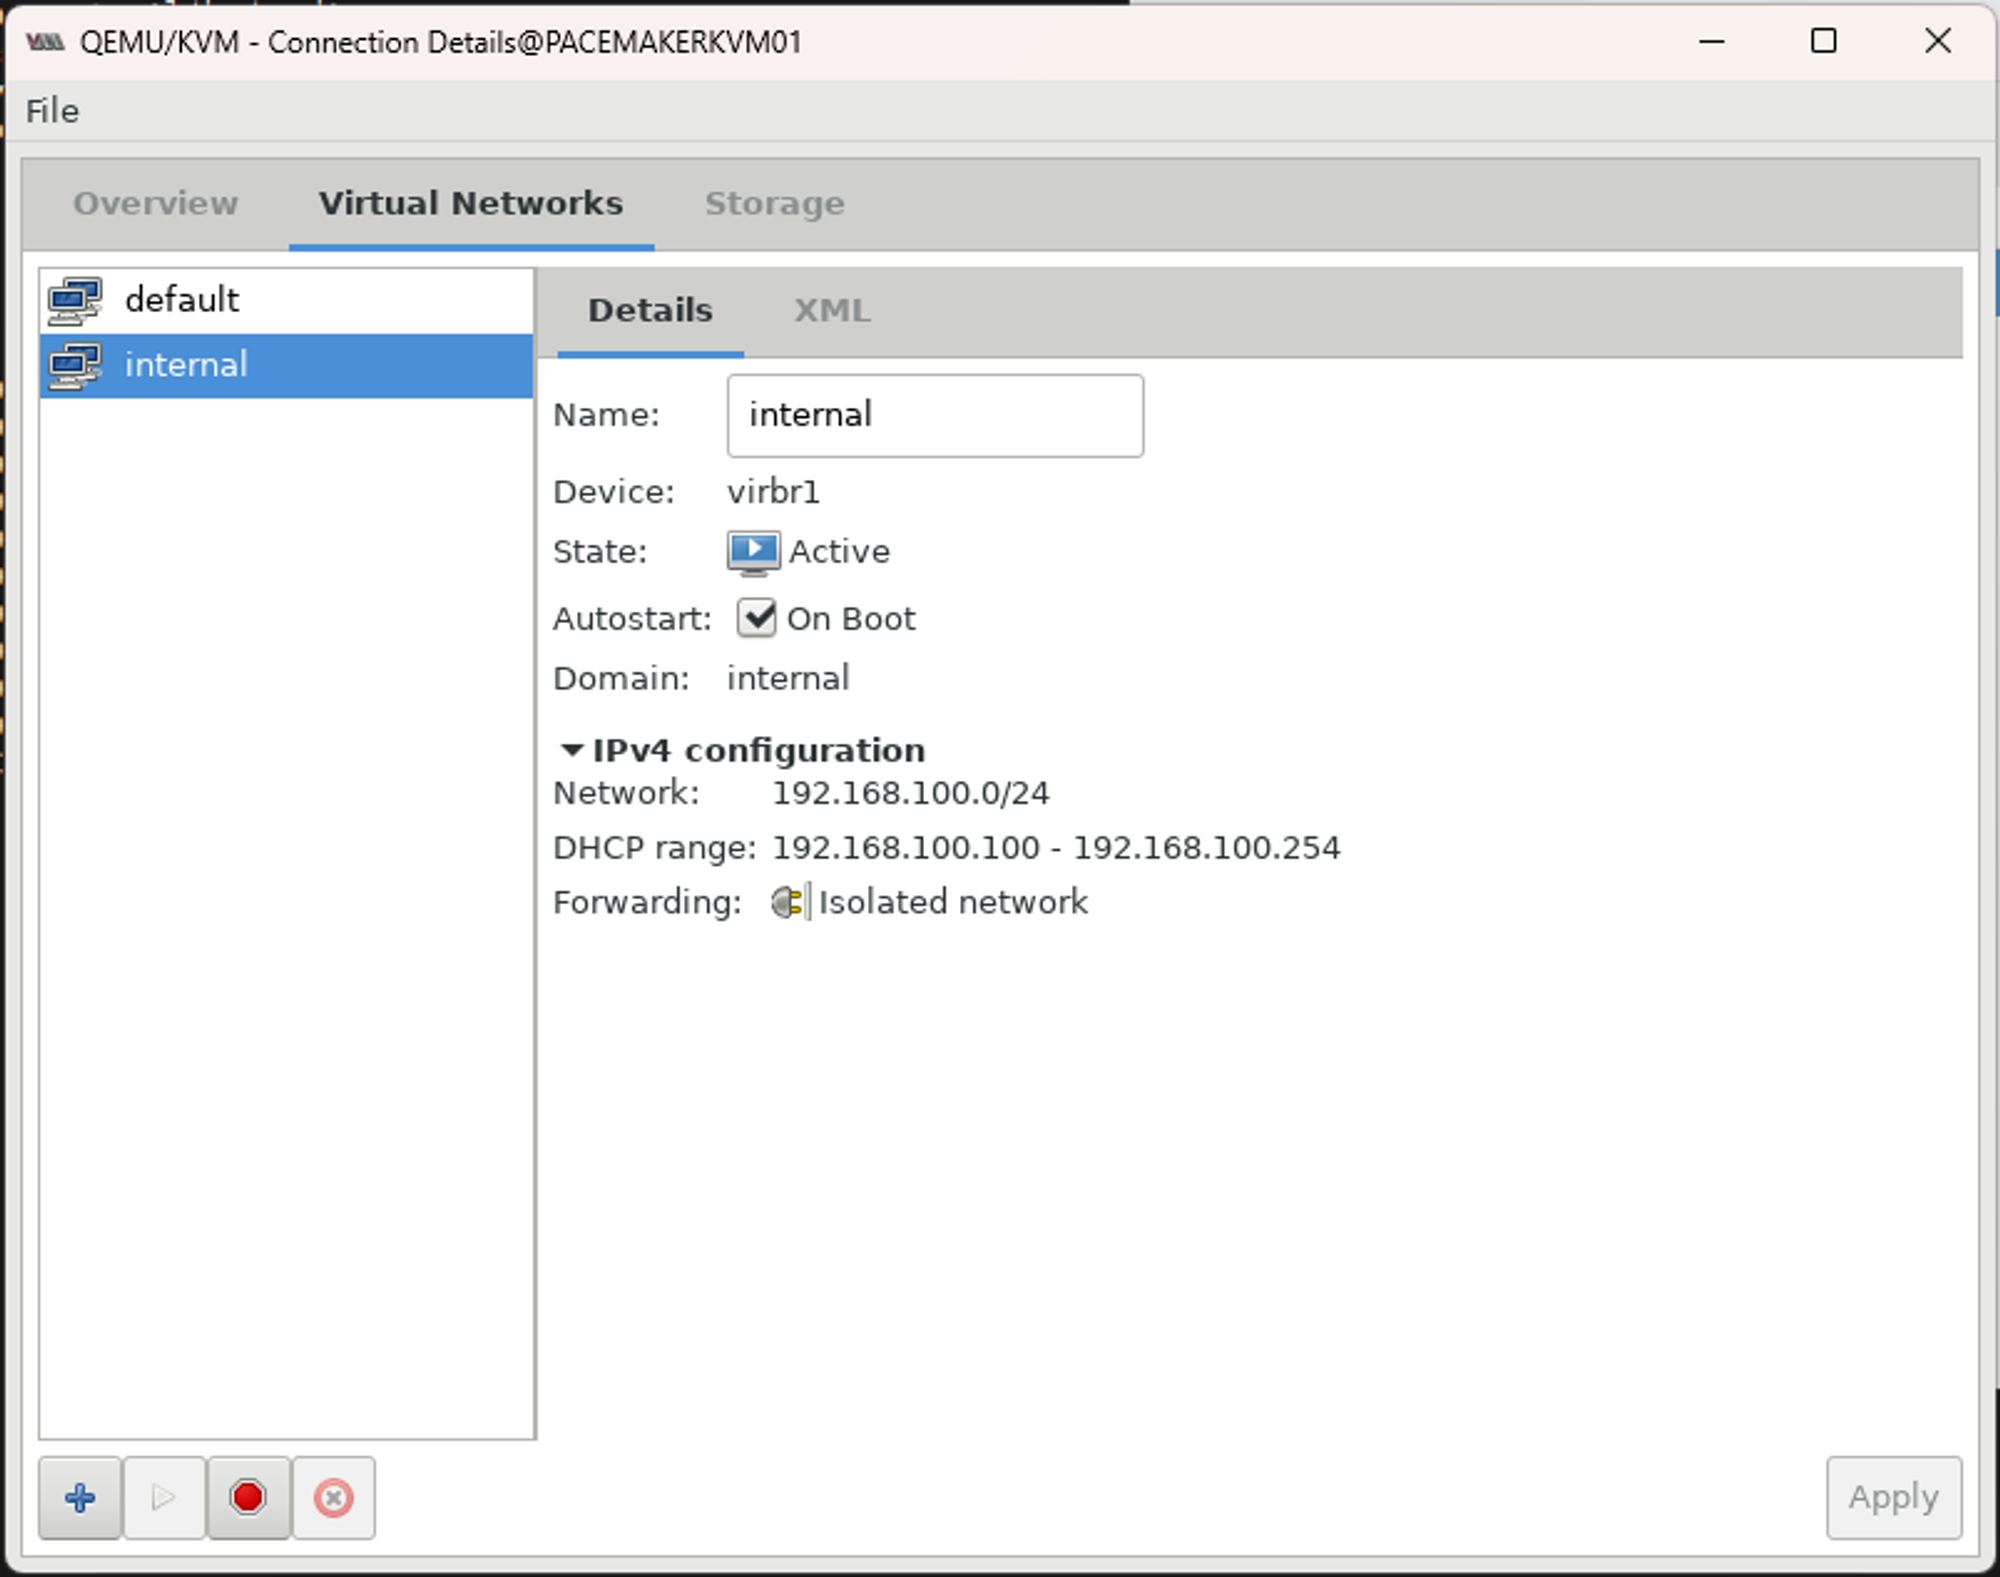 QEMU/KVM - Connection Details@PACEMAKERKVM01
File
Overview Virtual Networks Storage
default
internal
Details XML
Name: internal
Device: virbr1
State: Active
Autostart: On Boot
Domain: internal
IPv4 configuration
Network: 192.168.100.0/24
DHCP range: 192.168.100.100 - 192.168.100.254
Forwarding: Isolated network
Apply